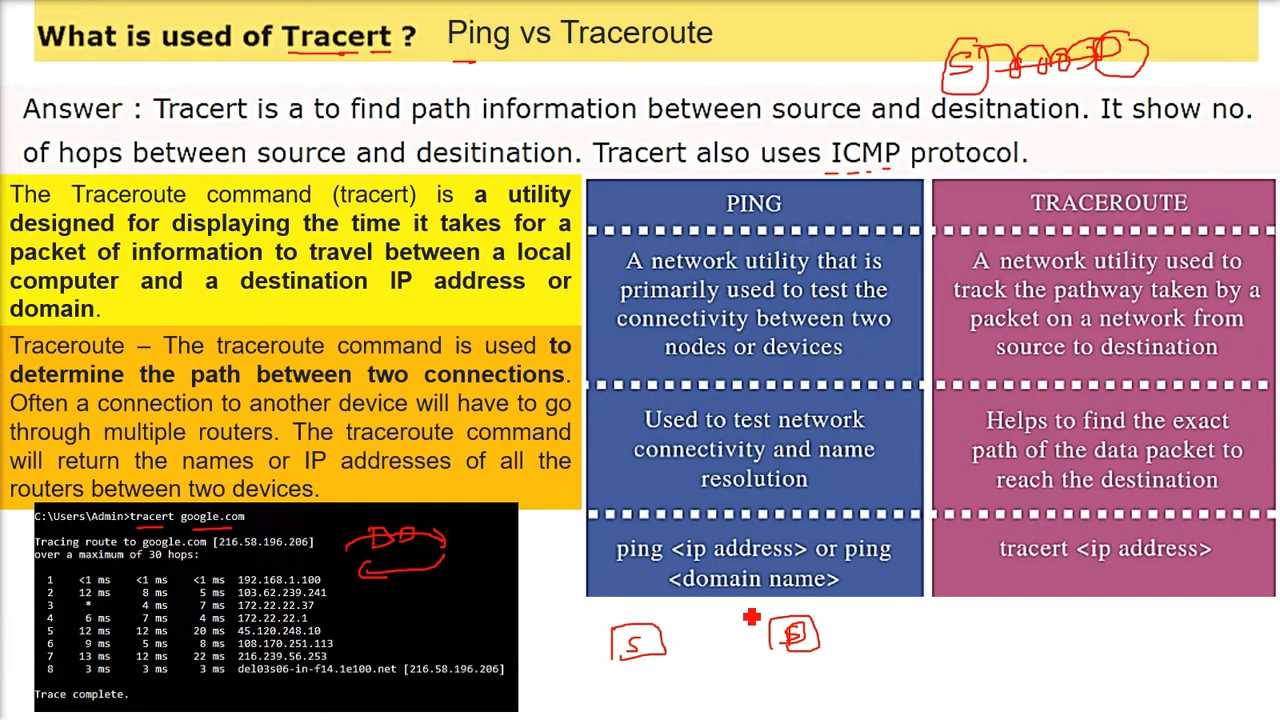 What is used of Tracert ? Ping vs Traceroute
S D
Answer : Tracert is a to find path information between source and desitnation. It show no.
of hops between source and desitination. Tracert also uses ICMP protocol.
The Traceroute command (tracert) is a utility
designed for displaying the time it takes for a
packet of information to travel between a local
computer and a destination IP address or
domain.
Traceroute – The traceroute command is used to
determine the path between two connections.
Often a connection to another device will have to go
through multiple routers. The traceroute command
will return the names or IP addresses of all the
routers between two devices.
C:\Users\Admin>tracert google.com
Tracing route to google.com [216.58.196.206]
over a maximum of 30 hops:
1 <1 ms <1 ms <1 ms 192.168.1.100
2 12 ms 8 ms 5 ms 103.62.239.241
3 * 4 ms 7 ms 172.22.22.37
4 6 ms 7 ms 4 ms 172.22.22.1
5 12 ms 12 ms 20 ms 45.120.248.10
6 9 ms 5 ms 8 ms 108.170.251.113
7 13 ms 12 ms 22 ms 216.239.56.253
8 3 ms 3 ms 3 ms del03s06-in-f14.1e100.net [216.58.196.206]
Trace complete.
PING
A network utility that is
primarily used to test the
connectivity between two
nodes or devices
Used to test network
connectivity and name
resolution
ping <ip address> or ping
<domain name>
TRACEROUTE
A network utility used to
track the pathway taken by a
packet on a network from
source to destination
Helps to find the exact
path of the data packet to
reach the destination
tracert <ip address>
S